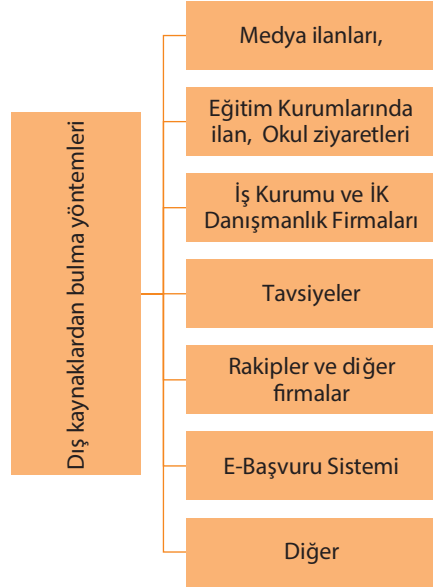 Dış kaynaklardan bulma yöntemleri
Medya ilanları,
Eğitim Kurumlarında
ilan, Okul ziyaretleri
İş Kurumu ve İK
Danışmanlık Firmaları
Tavsiyeler
Rakipler ve diğer
firmalar
E-Başvuru Sistemi
Diğer